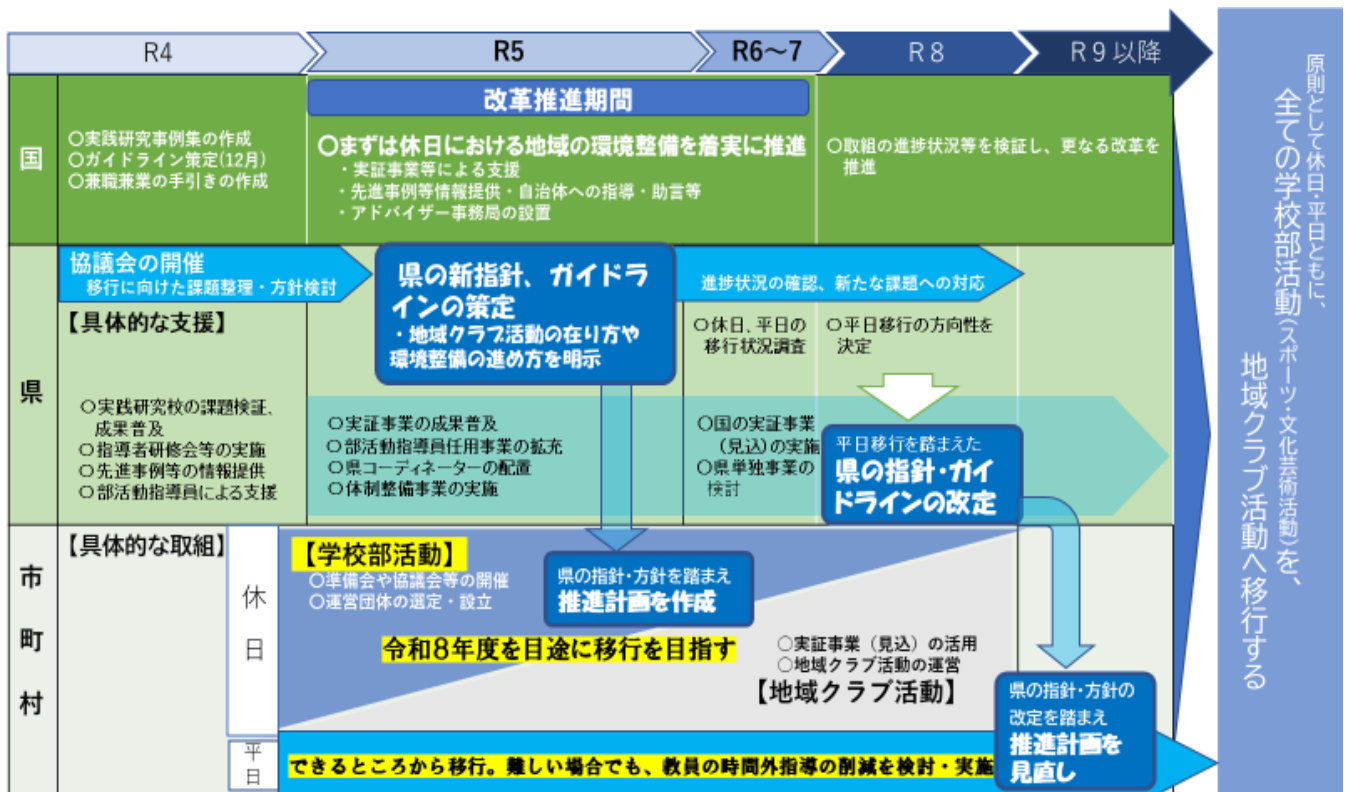 R4
R5
R6～7
R８
R９以降
国
○実践研究事例集の作成
○ガイドライン策定(12月)
○兼職兼業の手引きの作成
改革推進期間
○まずは休日における地域の環境整備を着実に推進
・実証事業等による支援
・先進事例等情報提供・自治体への指導・助言等
・アドバイザー事務局の設置
○取組の進捗状況等を検証し、更なる改革を
推進
県
協議会の開催
移行に向けた課題整理・方針検討
【具体的な支援】
○実践研究校の課題検証、
成果普及
○指導者研修会等の実施
○先進事例等の情報提供
○部活動指導員による支援
県の新指針、ガイドラ
インの策定
・地域クラブ活動の在り方や
環境整備の進め方を明示
○実証事業の成果普及
○部活動指導員任用事業の拡充
○県コーディネーターの配置
○体制整備事業の実施
進捗状況の確認、新たな課題への対応
○休日、平日の
移行状況調査
○国の実証事業
（見込)の実施
○県単独事業の
検討
○平日移行の方向性を
決定
平日移行を踏まえた
県の指針・ガイ
ドラインの改定
市町村
【具体的な取組】
休日
【学校部活動】
○準備会や協議会等の開催
○運営団体の選定・設立
県の指針・方針を踏まえ
推進計画を作成
令和８年度を目途に移行を目指す
○実証事業（見込）の活用
○地域クラブ活動の運営
【地域クラブ活動】
県の指針・方針の
改定を踏まえ
推進計画を
見直し
平日
できるところから移行。難しい場合でも、教員の時間外指導の削減を検討・実施
原則として休日・平日ともに、
全ての学校部活動(スポーツ・文化芸術活動)を、
地域クラブ活動へ移行する